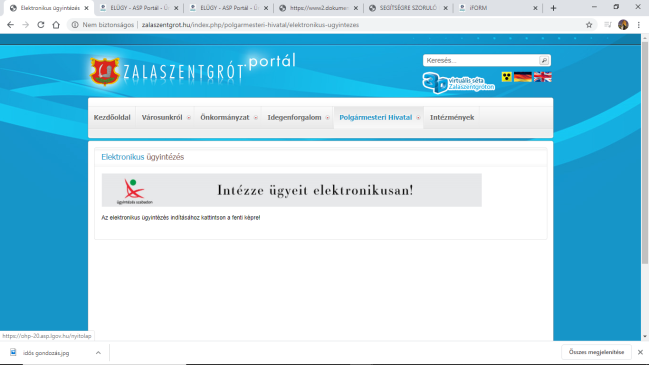 Elektronikus ügyintézés
ELÜGY - ASP Portál - Ü
ELÜGY - ASP Portál - Ü
https://www2.dokume
SEGÍTSÉGRE SZORULÓ
iFORM
Nem biztonságos | zalaszentgrot.hu/index.php/polgarmesteri-hivatal/elektronikus-ugyintezes
ZALASZENTGRÓT portál
Keresés...
3D virtuális séta
Zalaszentgróton
Kezdőoldal Városunkról Önkormányzat Idegenforgalom Polgármesteri Hivatal Intézmények
Elektronikus ügyintézés
Intézze ügyeit elektronikusan!
ügyintézés szabadon
Az elektronikus ügyintézés indításához kattintson a fenti képre!
https://ohp-20.asp.lgov.hu/nyitolap
idős gondozás.jpg
Összes megjelenítése